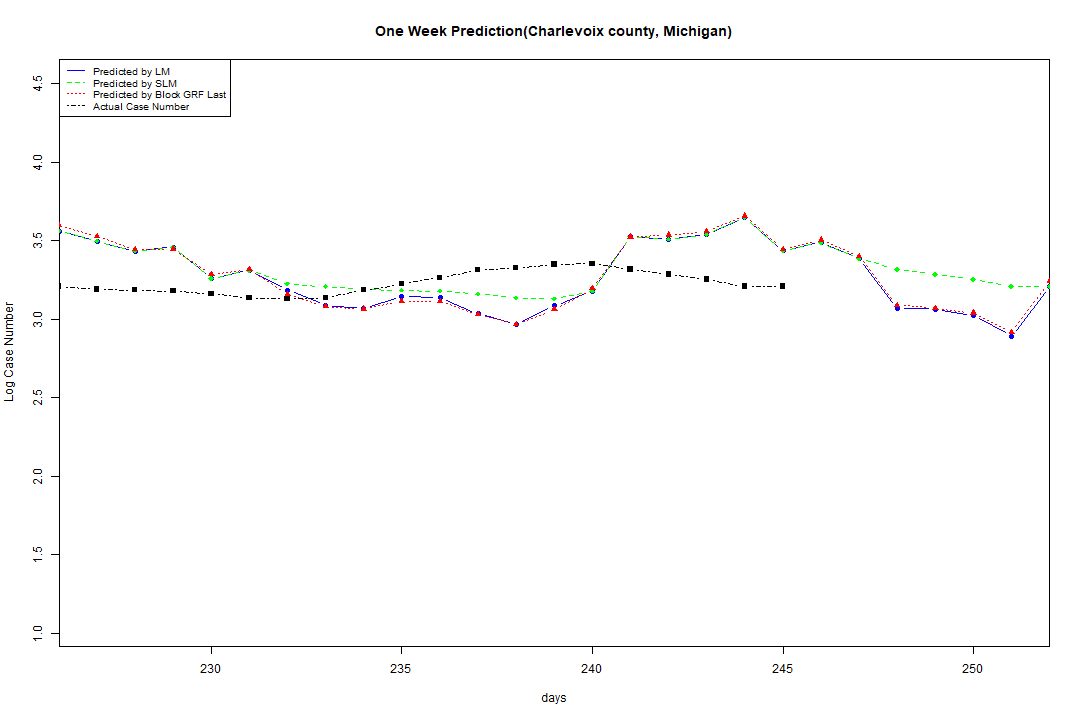 One Week Prediction(Charlevoix county, Michigan)
Predicted by LM
Predicted by SLM
Predicted by Block GRF Last
Actual Case Number
4.5
4.0
3.5
3.0
2.5
2.0
1.5
1.0
Log Case Number
230 235 240 245 250
days